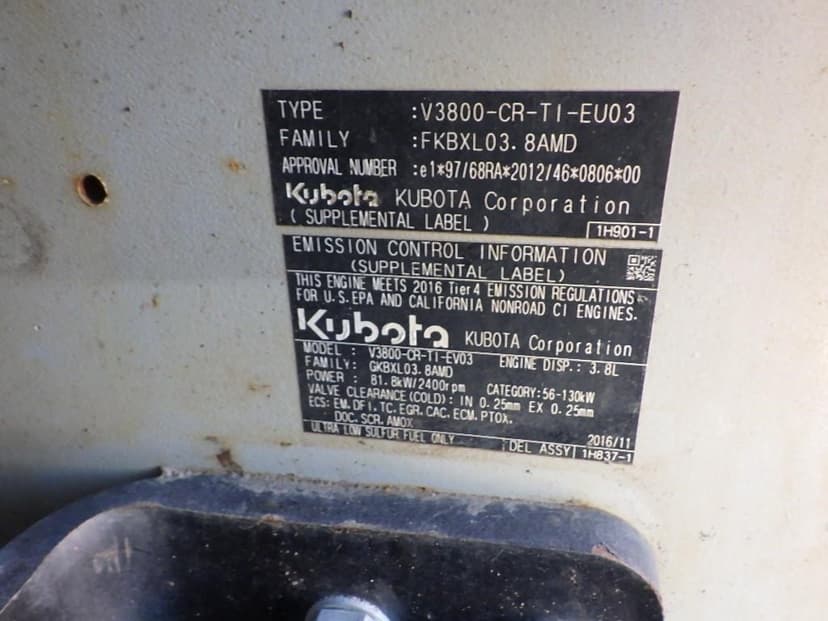 TYPE :V3800-CR-TI-EU03
FAMILY :FKBXL03.8AMD
APPROVAL NUMBER :e1*97/68RA*2012/46*0806*00
Kubota KUBOTA Corporation
( SUPPLEMENTAL LABEL )
1H901-1
EMISSION CONTROL INFORMATION
(SUPPLEMENTAL LABEL)
THIS ENGINE MEETS 2016 Tier4 EMISSION REGULATIONS
FOR U.S.EPA AND CALIFORNIA NONROAD CI ENGINES.
Kubota KUBOTA Corporation
MODEL : V3800-CR-TI-EV03 ENGINE DISP.: 3.8L
FAMILY: GKBXL03.8AMD
POWER : 81.8kW/2400rpm CATEGORY:56-130kW
VALVE CLEARANCE(COLD): IN 0.25mm EX 0.25mm
ECS: EM.DFI.TC.EGR.CAC.ECM.PTOX.
DOC.SCR.AMOX
2016/11
ULTRA LOW SULFUR FUEL ONLY DEL ASSY 1H837-1